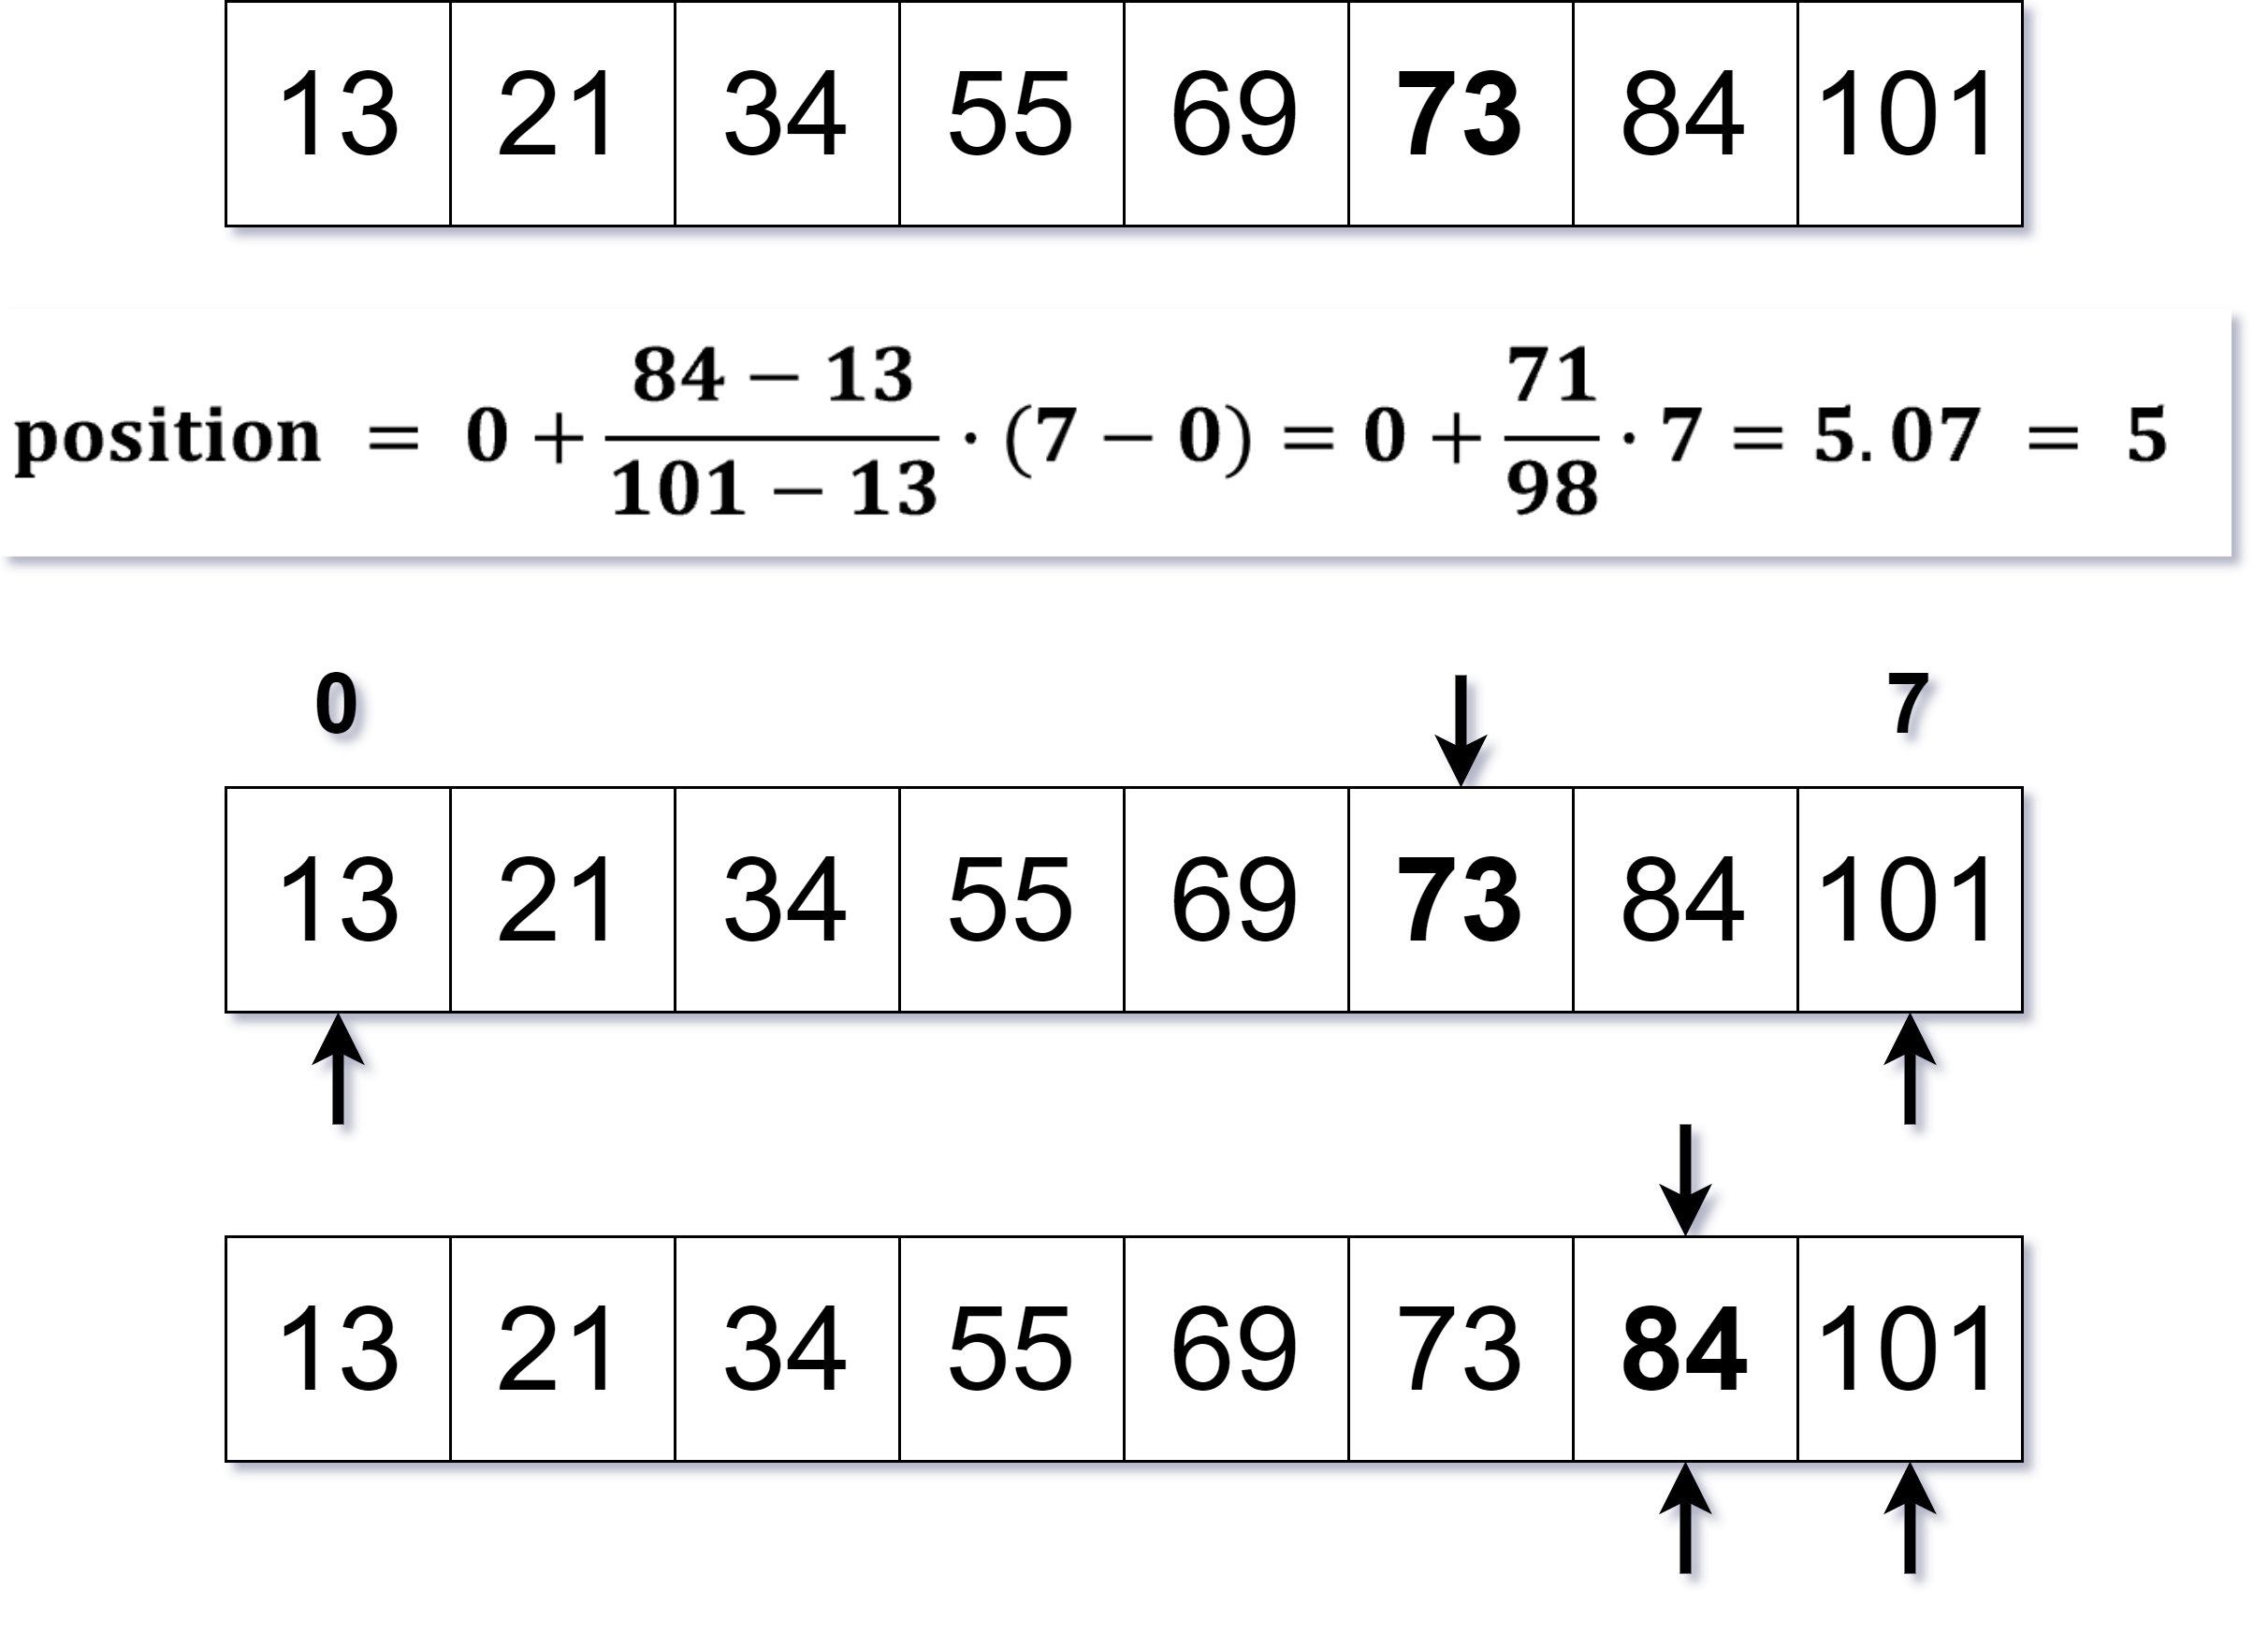 13 21 34 55 69 73 84 101
position = 0 + \frac{84 - 13}{101 - 13} · (7 - 0) = 0 + \frac{71}{98} · 7 = 5.07 = 5
0 7
13 21 34 55 69 73 84 101
13 21 34 55 69 73 84 101